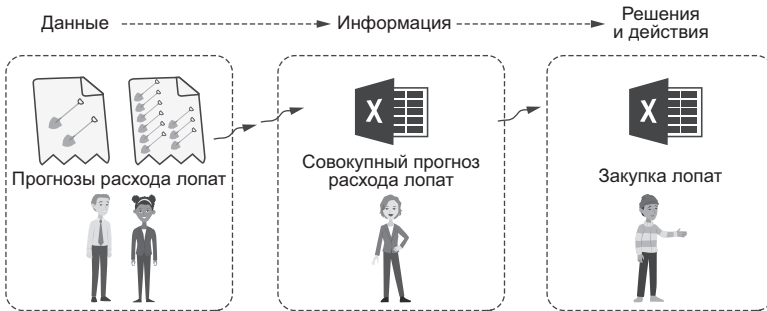 Данные
Информация
Решения
и действия
X
X
Прогнозы расхода лопат
Совокупный прогноз
расхода лопат
Закупка лопат